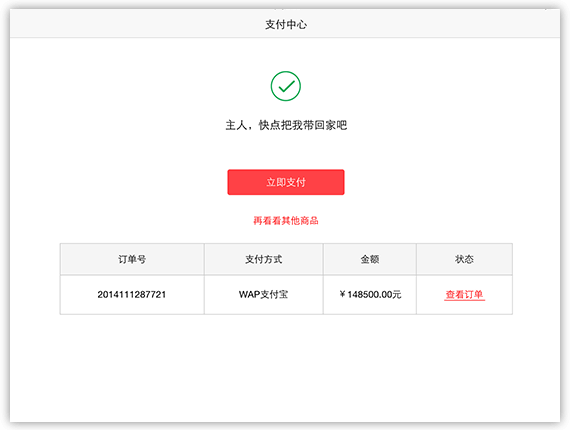 支付中心
主人，快点把我带回家吧
立即支付
再看看其他商品
订单号 支付方式 金额 状态
2014111287721 WAP支付宝 ￥148500.00元 查看订单